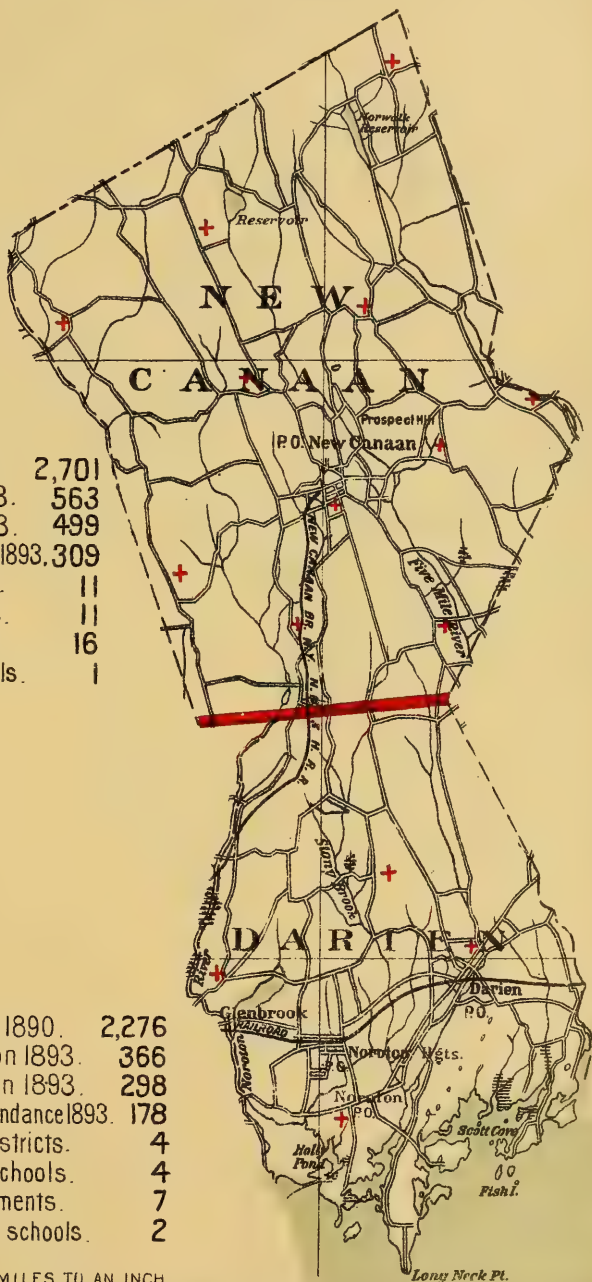 Norwalk
Reservoir
Reservoir
NEW
CANAAN
Prospect Hill
P.O. New Canaan
2,701
3. 563
3. 499
1893. 309
. 11
. 11
16
ls. 1
NEW CANAAN BR. N.Y. N.H. & H. R.R.
Five Mile River
Stony
Brook
DARIEN
River
Glenbrook
RAILROAD
Darien
P.O.
Noroton Hgts.
P.O.
Noroton
Noroton
P.O.
Holly
Pond
Scott Cove
Fish I.
Long Neck Pt.
1890. 2,276
on 1893. 366
n 1893. 298
ndance 1893. 178
stricts. 4
chools. 4
ments. 7
schools. 2
MILES TO AN INCH